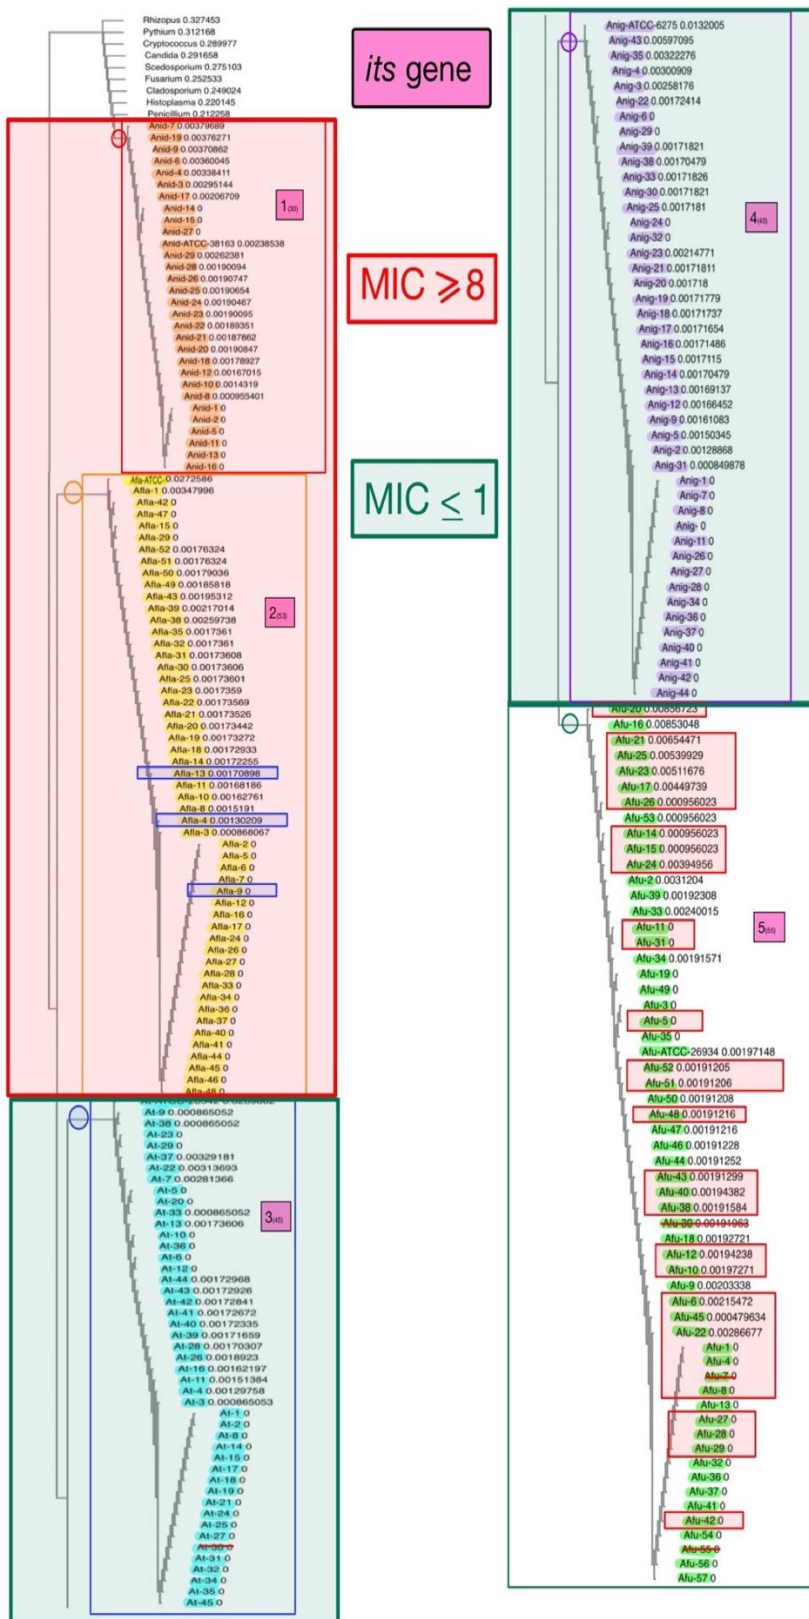 Rhizopus 0.327453
Pythium 0.312168
Cryptococcus 0.289977
Candida 0.291658
Scedosporium 0.275103
Fusarium 0.252533
Cladosporium 0.249024
Histoplasma 0.220145
Penicillium 0.212258
Anid-7 0.00379689
Anid-19 0.00376271
Anid-9 0.00370862
Anid-6 0.00360045
Anid-4 0.00338411
Anid-3 0.00295144
Anid-17 0.00206709
Anid-14 0
Anid-15 0
Anid-27 0
Anid-ATCC-38163 0.00238538
Anid-29 0.00262381
Anid-28 0.00190094
Anid-26 0.00190747
Anid-25 0.00190654
Anid-24 0.00190467
Anid-23 0.00190095
Anid-22 0.00189351
Anid-21 0.00187862
Anid-20 0.00190847
Anid-18 0.00178927
Anid-12 0.00167015
Anid-10 0.0014319
Anid-8 0.000955401
Anid-1 0
Anid-2 0
Anid-5 0
Anid-11 0
Anid-13 0
Anid-16 0
1(30)
Afla-ATCC- 0.0272586
Afla-1 0.00347996
Afla-42 0
Afla-47 0
Afla-15 0
Afla-29 0
Afla-52 0.00176324
Afla-51 0.00176324
Afla-50 0.00179036
Afla-49 0.00185818
Afla-43 0.00195312
Afla-39 0.00217014
Afla-38 0.00259738
Afla-35 0.0017361
Afla-32 0.0017361
Afla-31 0.00173608
Afla-30 0.00173606
Afla-25 0.00173601
Afla-23 0.0017359
Afla-22 0.00173569
Afla-21 0.00173526
Afla-20 0.00173442
Afla-19 0.00173272
Afla-18 0.00172933
Afla-14 0.00172255
Afla-13 0.00170898
Afla-11 0.00168186
Afla-10 0.00162761
Afla-8 0.0015191
Afla-4 0.00130209
Afla-3 0.000868067
Afla-2 0
Afla-5 0
Afla-6 0
Afla-7 0
Afla-9 0
Afla-12 0
Afla-16 0
Afla-17 0
Afla-24 0
Afla-26 0
Afla-27 0
Afla-28 0
Afla-33 0
Afla-34 0
Afla-36 0
Afla-37 0
Afla-40 0
Afla-41 0
Afla-44 0
Afla-45 0
Afla-46 0
Afla-48 0
2(53)
At-9 0.000865052
At-38 0.000865052
At-23 0
At-29 0
At-37 0.00329181
At-22 0.00313693
At-7 0.00281366
At-5 0
At-20 0
At-33 0.000865052
At-13 0.00173606
At-10 0
At-36 0
At-6 0
At-12 0
At-44 0.00172968
At-43 0.00172926
At-42 0.00172841
At-41 0.00172672
At-40 0.00172335
At-39 0.00171659
At-28 0.00170307
At-26 0.0018923
At-16 0.00162197
At-11 0.00151384
At-4 0.00129758
At-3 0.000865053
At-1 0
At-2 0
At-8 0
At-14 0
At-15 0
At-17 0
At-18 0
At-19 0
At-21 0
At-24 0
At-25 0
At-27 0
At-30 0
At-31 0
At-32 0
At-34 0
At-35 0
At-45 0
3(45)
its gene
MIC ⩾ 8
MIC ≤ 1
Anig-ATCC-6275 0.0132005
Anig-43 0.00597095
Anig-35 0.00322276
Anig-4 0.00300909
Anig-3 0.00258176
Anig-22 0.00172414
Anig-6 0
Anig-29 0
Anig-39 0.00171821
Anig-38 0.00170479
Anig-33 0.00171826
Anig-30 0.00171821
Anig-25 0.0017181
Anig-24 0
Anig-32 0
Anig-23 0.00214771
Anig-21 0.00171811
Anig-20 0.001718
Anig-19 0.00171779
Anig-18 0.00171737
Anig-17 0.00171654
Anig-16 0.00171486
Anig-15 0.0017115
Anig-14 0.00170479
Anig-13 0.00169137
Anig-12 0.00166452
Anig-9 0.00161083
Anig-5 0.00150345
Anig-2 0.00128868
Anig-31 0.000849878
Anig-1 0
Anig-7 0
Anig-8 0
Anig- 0
Anig-11 0
Anig-26 0
Anig-27 0
Anig-28 0
Anig-34 0
Anig-36 0
Anig-37 0
Anig-40 0
Anig-41 0
Anig-42 0
Anig-44 0
4(45)
Afu-20 0.00856723
Afu-16 0.00853048
Afu-21 0.00654471
Afu-25 0.00539929
Afu-23 0.00511676
Afu-17 0.00449739
Afu-26 0.000956023
Afu-53 0.000956023
Afu-14 0.000956023
Afu-15 0.000956023
Afu-24 0.00394956
Afu-2 0.0031204
Afu-39 0.00192308
Afu-33 0.00240015
Afu-11 0
Afu-31 0
Afu-34 0.00191571
Afu-19 0
Afu-49 0
Afu-3 0
Afu-5 0
Afu-35 0
Afu-ATCC-26934 0.00197148
Afu-52 0.00191205
Afu-51 0.00191206
Afu-50 0.00191208
Afu-48 0.00191216
Afu-47 0.00191216
Afu-46 0.00191228
Afu-44 0.00191252
Afu-43 0.00191299
Afu-40 0.00194382
Afu-38 0.00191584
Afu-30 0.00191963
Afu-18 0.00192721
Afu-12 0.00194238
Afu-10 0.00197271
Afu-9 0.00203338
Afu-6 0.00215472
Afu-45 0.000479634
Afu-22 0.00286677
Afu-1 0
Afu-4 0
Afu-7 0
Afu-8 0
Afu-13 0
Afu-27 0
Afu-28 0
Afu-29 0
Afu-32 0
Afu-36 0
Afu-37 0
Afu-41 0
Afu-42 0
Afu-54 0
Afu-55 0
Afu-56 0
Afu-57 0
5(55)